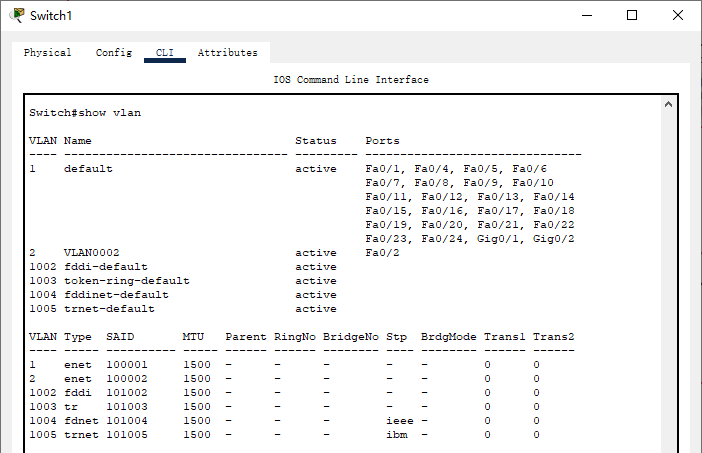 Switch1
Physical Config CLI Attributes
IOS Command Line Interface
Switch#show vlan
VLAN Name                             Status    Ports
---- -------------------------------- --------- -------------------------------
1    default                          active    Fa0/1, Fa0/4, Fa0/5, Fa0/6
                                                Fa0/7, Fa0/8, Fa0/9, Fa0/10
                                                Fa0/11, Fa0/12, Fa0/13, Fa0/14
                                                Fa0/15, Fa0/16, Fa0/17, Fa0/18
                                                Fa0/19, Fa0/20, Fa0/21, Fa0/22
                                                Fa0/23, Fa0/24, Gig0/1, Gig0/2
2    VLAN0002                         active    Fa0/2
1002 fddi-default                     active
1003 token-ring-default               active
1004 fddinet-default                  active
1005 trnet-default                    active
VLAN Type  SAID       MTU   Parent RingNo BridgeNo Stp  BrdgMode Trans1 Trans2
---- ----- ---------- ----- ------ ------ -------- ---- -------- ------ ------
1    enet  100001     1500  -      -      -        -    -        0      0
2    enet  100002     1500  -      -      -        -    -        0      0
1002 fddi  101002     1500  -      -      -        -    -        0      0
1003 tr    101003     1500  -      -      -        -    -        0      0
1004 fdnet 101004     1500  -      -      -        ieee -        0      0
1005 trnet 101005     1500  -      -      -        ibm  -        0      0